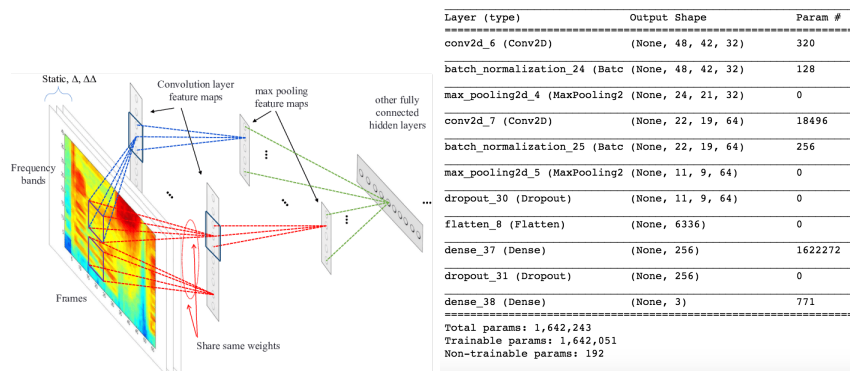 Static, Δ, ΔΔ
Convolution layer
feature maps
max pooling
feature maps
other fully
connected
hidden layers
Frequency
bands
Frames
Share same weights
Layer (type) Output Shape Param #
conv2d_6 (Conv2D) (None, 48, 42, 32) 320
batch_normalization_24 (Batc (None, 48, 42, 32) 128
max_pooling2d_4 (MaxPooling2 (None, 24, 21, 32) 0
conv2d_7 (Conv2D) (None, 22, 19, 64) 18496
batch_normalization_25 (Batc (None, 22, 19, 64) 256
max_pooling2d_5 (MaxPooling2 (None, 11, 9, 64) 0
dropout_30 (Dropout) (None, 11, 9, 64) 0
flatten_8 (Flatten) (None, 6336) 0
dense_37 (Dense) (None, 256) 1622272
dropout_31 (Dropout) (None, 256) 0
dense_38 (Dense) (None, 3) 771
Total params: 1,642,243
Trainable params: 1,642,051
Non-trainable params: 192